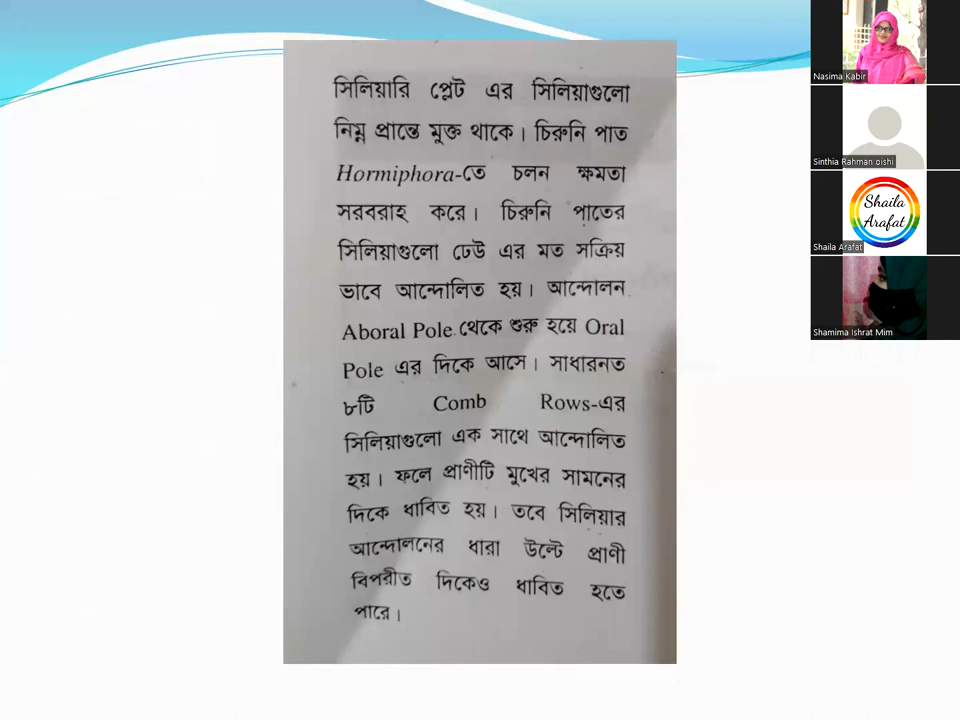 সিলিয়ারি প্লেট এর সিলিয়াগুলো
নিম্ন প্রান্তে মুক্ত থাকে। চিরুনি পাত
Hormiphora-তে চলন ক্ষমতা
সরবরাহ করে। চিরুনি পাতের
সিলিয়াগুলো ঢেউ এর মত সক্রিয়
ভাবে আন্দোলিত হয়। আন্দোলন
Aboral Pole থেকে শুরু হয়ে Oral
Pole এর দিকে আসে। সাধারনত
৮টি Comb Rows-এর
সিলিয়াগুলো এক সাথে আন্দোলিত
হয়। ফলে প্রাণীটি মুখের সামনের
দিকে ধাবিত হয়। তবে সিলিয়ার
আন্দোলনের ধারা উল্টে প্রাণী
বিপরীত দিকেও ধাবিত হতে
পারে।
Nasima Kabir
Sinthia Rahman oishi
Shaila
Arafat
Shaila Arafat
Shamima Ishrat Mim